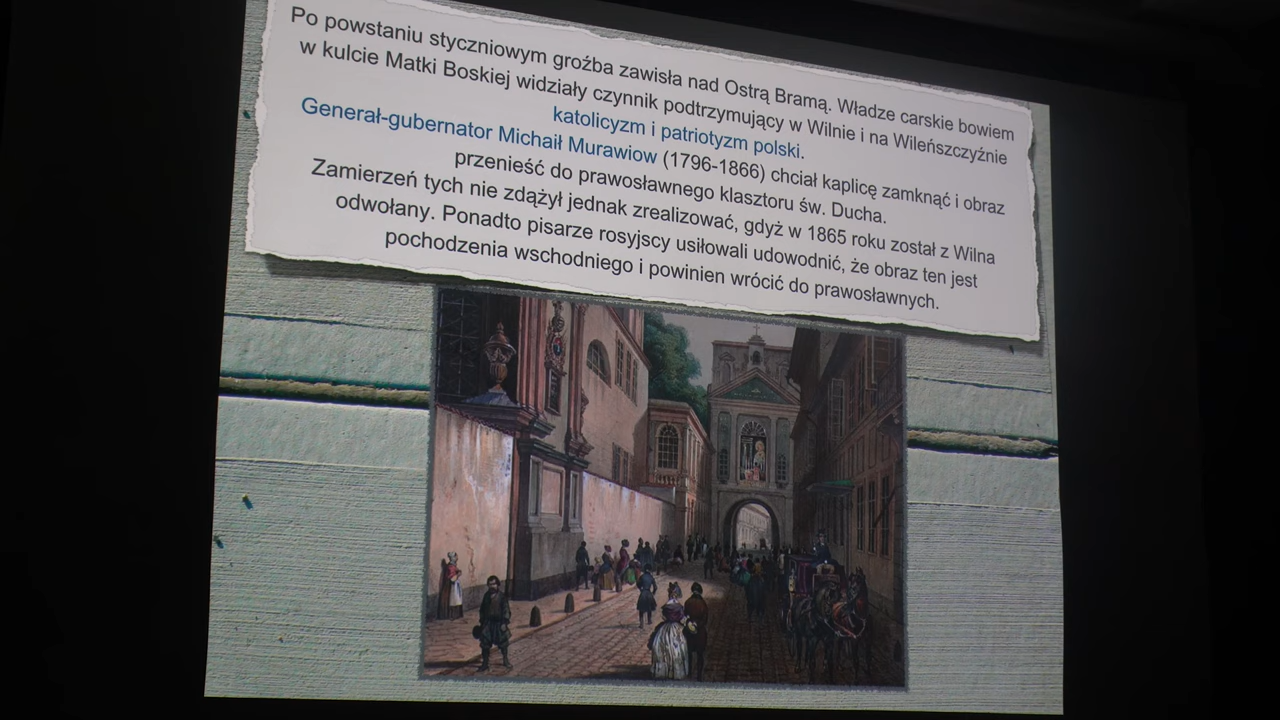 Po powstaniu styczniowym groźba zawisła nad Ostrą Bramą. Władze carskie bowiem
w kulcie Matki Boskiej widziały czynnik podtrzymujący w Wilnie i na Wileńszczyźnie
katolicyzm i patriotyzm polski.
Generał-gubernator Michaił Murawiow (1796-1866) chciał kaplicę zamknąć i obraz
przenieść do prawosławnego klasztoru św. Ducha.
Zamierzeń tych nie zdążył jednak zrealizować, gdyż w 1865 roku został z Wilna
odwołany. Ponadto pisarze rosyjscy usiłowali udowodnić, że obraz ten jest
pochodzenia wschodniego i powinien wrócić do prawosławnych.